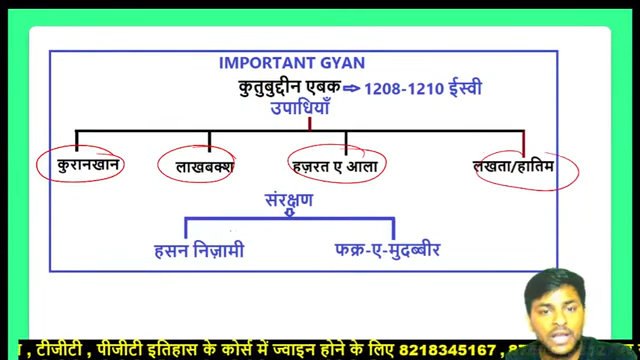 IMPORTANT GYAN
कुतुबुद्दीन एबक ⇨ 1208-1210 ईस्वी
उपाधियाँ
कुरानखान लाखबक्श हज़रत ए आला लखता/हातिम
संरक्षण
हसन निज़ामी फक्र-ए-मुदब्बीर
, टीजीटी , पीजीटी इतिहास के कोर्स में ज्वाइन होने के लिए 8218345167 ,